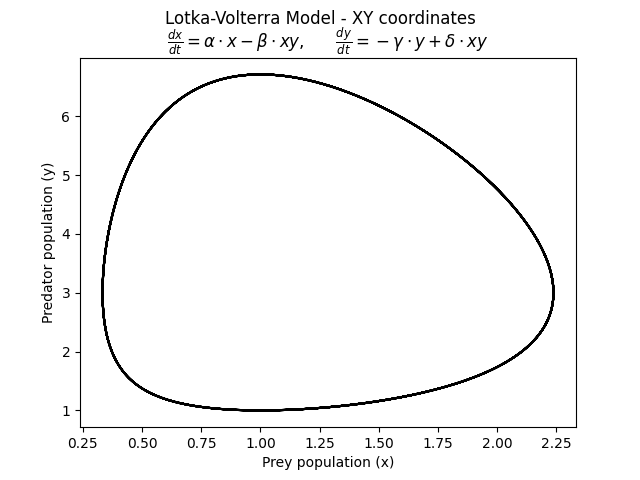 Lotka-Volterra Model - XY coordinates
dx/dt = α · x − β · xy,  dy/dt = − γ · y + δ · xy
Predator population (y)
6
5
4
3
2
1
0.25 0.50 0.75 1.00 1.25 1.50 1.75 2.00 2.25
Prey population (x)